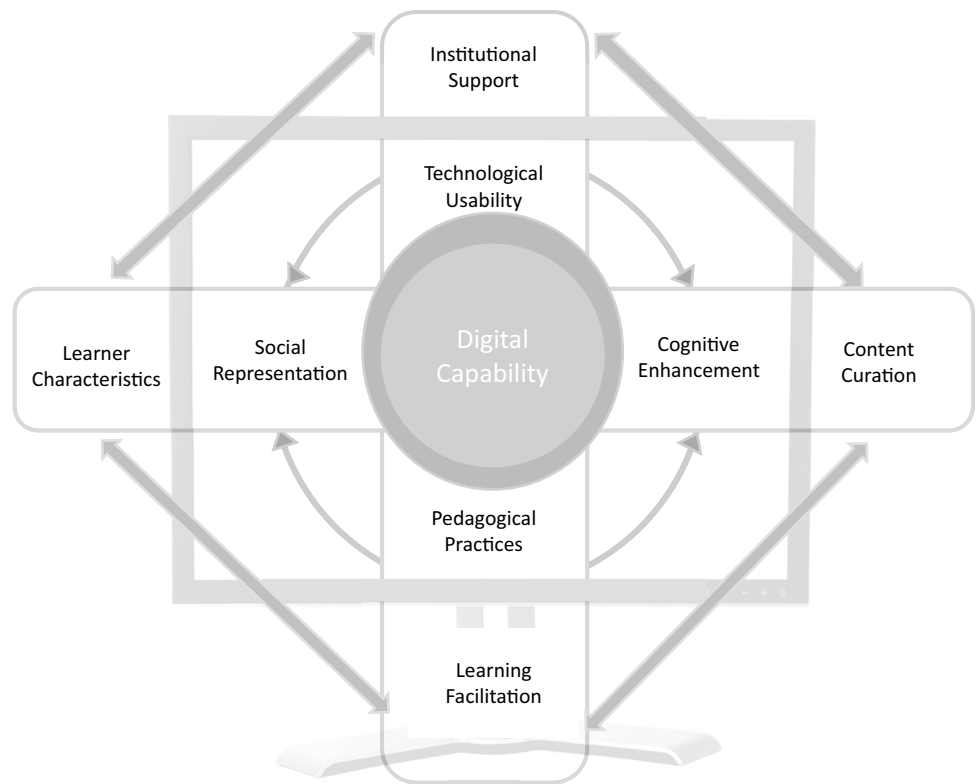 Institutional
Support
Technological
Usability
Learner
Characteristics
Social
Representation
Digital
Capability
Cognitive
Enhancement
Content
Curation
Pedagogical
Practices
− +
Learning
Facilitation